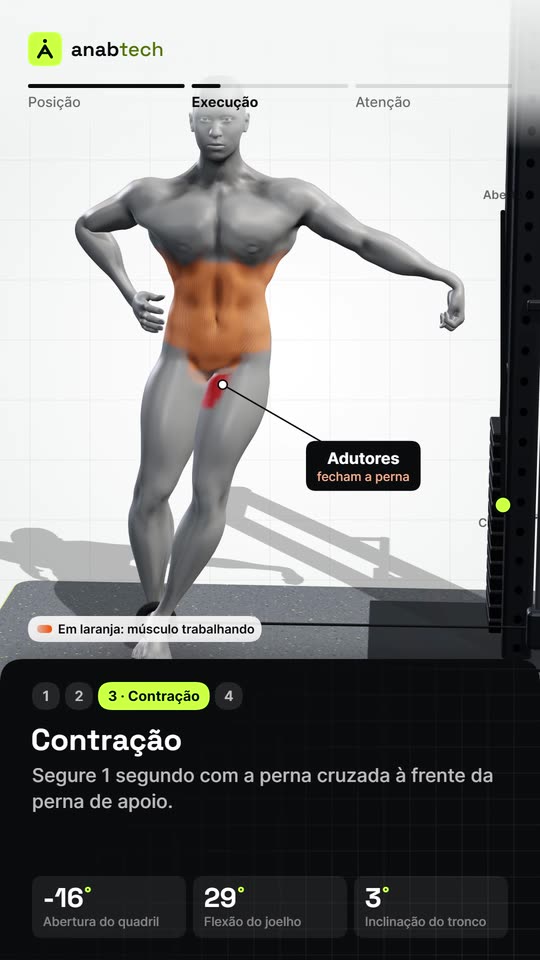 anabtech
Posição
Execução
Atenção
Adutores
fecham a perna
Em laranja: músculo trabalhando
1
2
3 · Contração
4
Contração
Segure 1 segundo com a perna cruzada à frente da
perna de apoio.
-16°
29°
3°
Abertura do quadril
Flexão do joelho
Inclinação do tronco